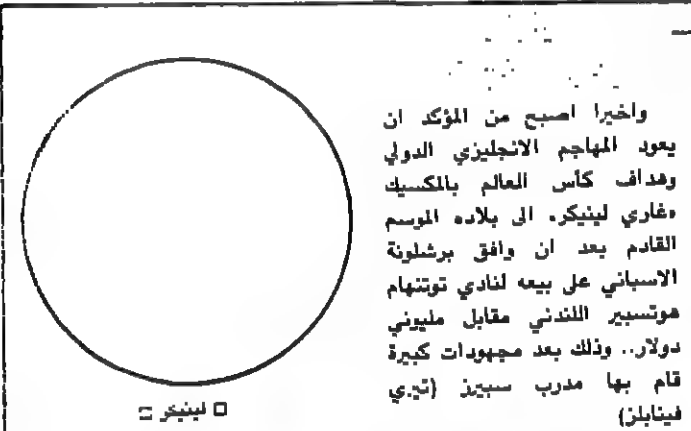 واخيرا اصبح من المؤكد ان
يعود المهاجم الانجليزي الدولي
وهداف كأس العالم بالمكسيك
«غاري لينيكر» الى بلاده الموسم
القادم بعد ان وافق برشلونة
الاسباني على بيعه لنادي توتنهام
هوتسبير اللندني مقابل مليوني
دولار.. وذلك بعد مجهودات كبيرة
قام بها مدرب سبيرز (تيري
فينابلز)
□ لينيكر □